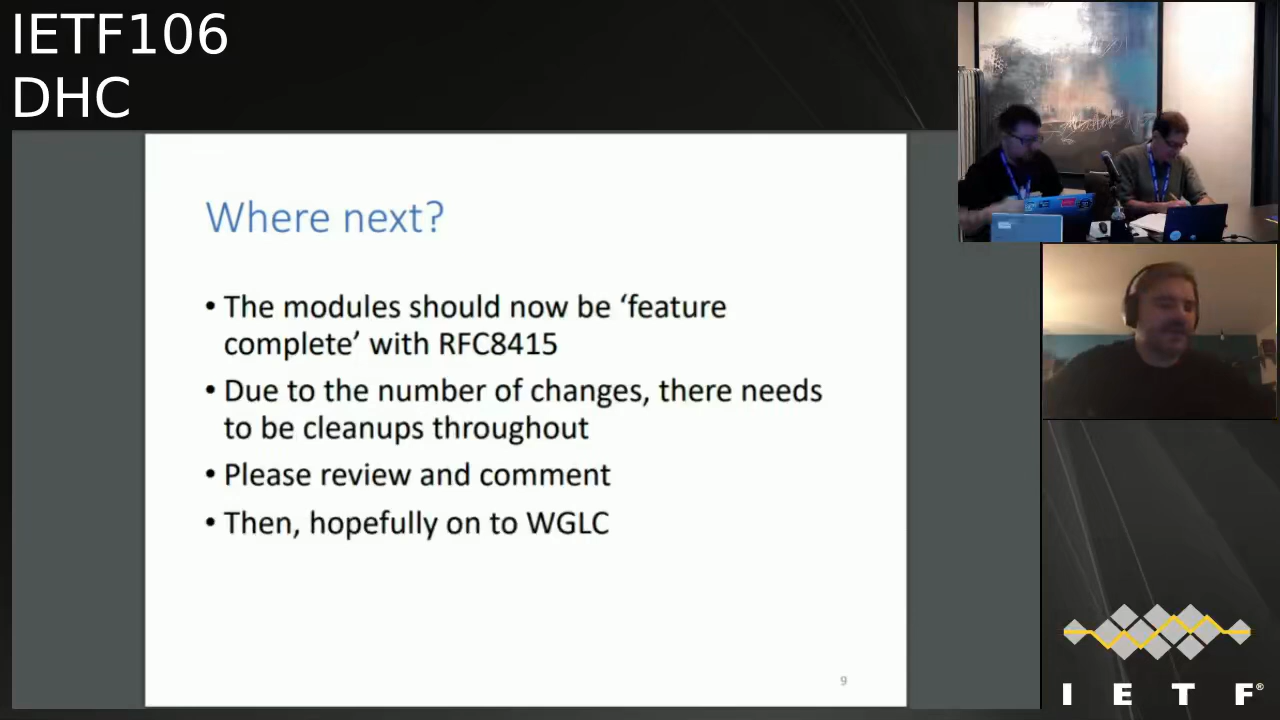 IETF106
DHC
Where next?
• The modules should now be ‘feature
complete’ with RFC8415
• Due to the number of changes, there needs
to be cleanups throughout
• Please review and comment
• Then, hopefully on to WGLC
9
I E T F®